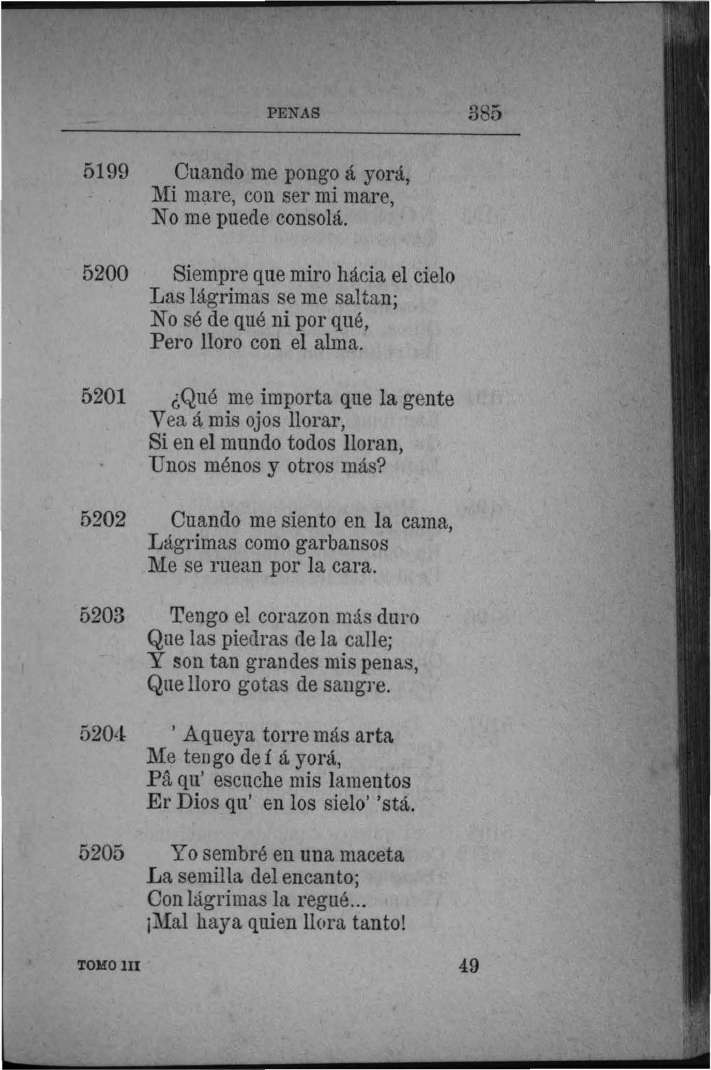 PENAS 385
5199 Cuando me pongo á yorá,
Mi mare, con ser mi mare,
No me puede consolá.
5200 Siempre que miro hácia el cielo
Las lágrimas se me saltan;
No sé de qué ni por qué,
Pero lloro con el alma.
5201 ¿Qué me importa que la gente
Vea á mis ojos llorar,
Si en el mundo todos lloran,
Unos ménos y otros más?
5202 Cuando me siento en la cama,
Lágrimas como garbansos
Me se ruean por la cara.
5203 Tengo el corazon más duro
Que las piedras de la calle;
Y son tan grandes mis penas,
Que lloro gotas de sangre.
5204 ' Aqueya torre más arta
Me tengo de í á yorá,
Pâ qu' escuche mis lamentos
Er Dios qu' en los sielo' 'stá.
5205 Yo sembré en una maceta
La semilla del encanto;
Con lágrimas la regué...
¡Mal haya quien llora tanto!
TOMO III 49